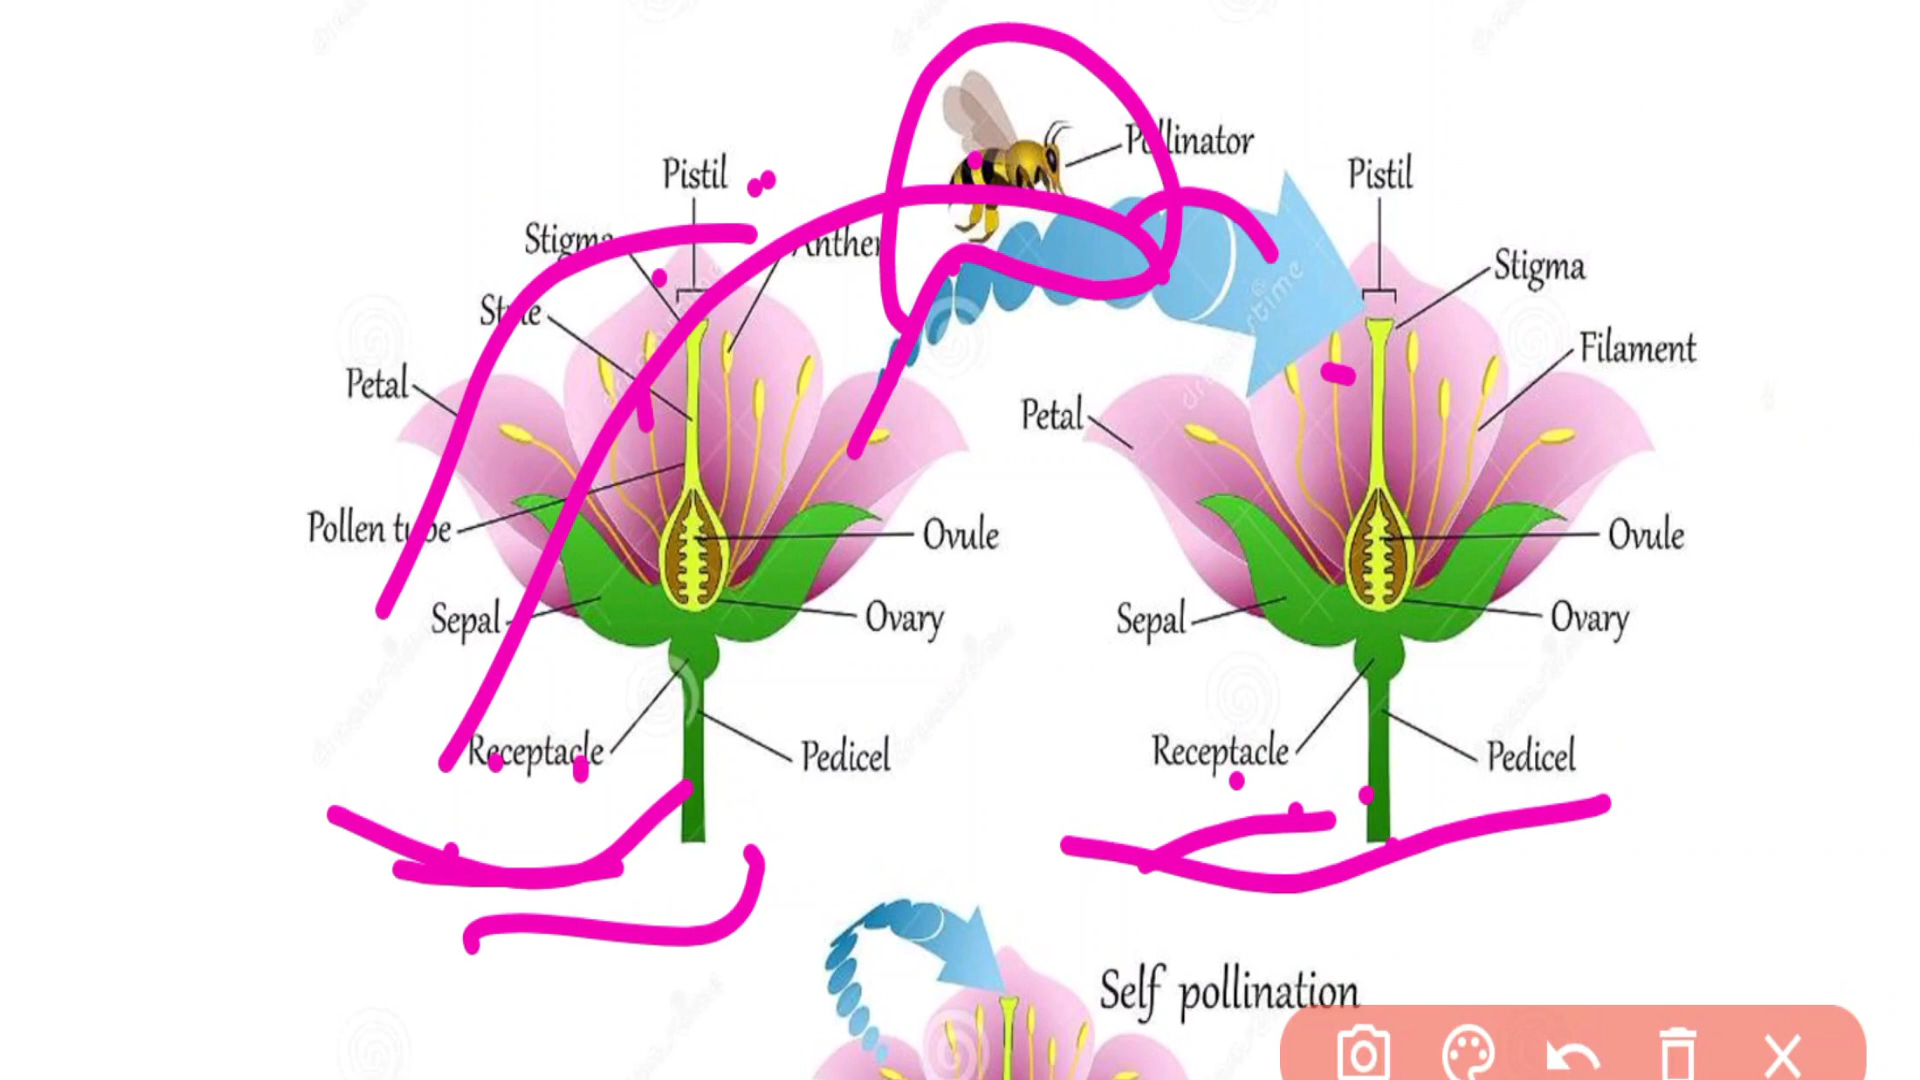 Pollinator
Pistil
Pistil
Stigma
Anther
Stigma
Style
Filament
Petal
Petal
Pollen tube
Ovule
Ovule
Sepal
Ovary
Sepal
Ovary
Receptacle
Pedicel
Receptacle
Pedicel
Self pollination